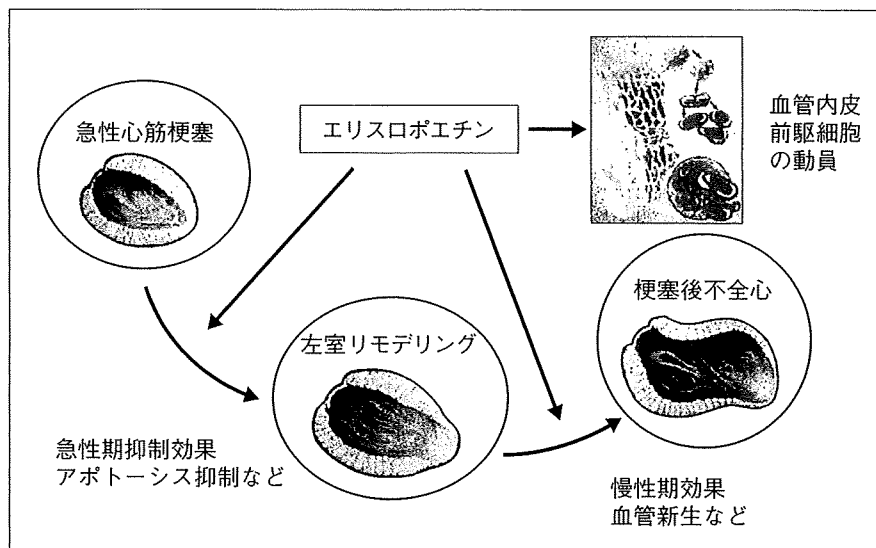 急性心筋梗塞
エリスロポエチン
血管内皮
前駆細胞
の動員
梗塞後不全心
左室リモデリング
急性期抑制効果
アポトーシス抑制など
慢性期効果
血管新生など